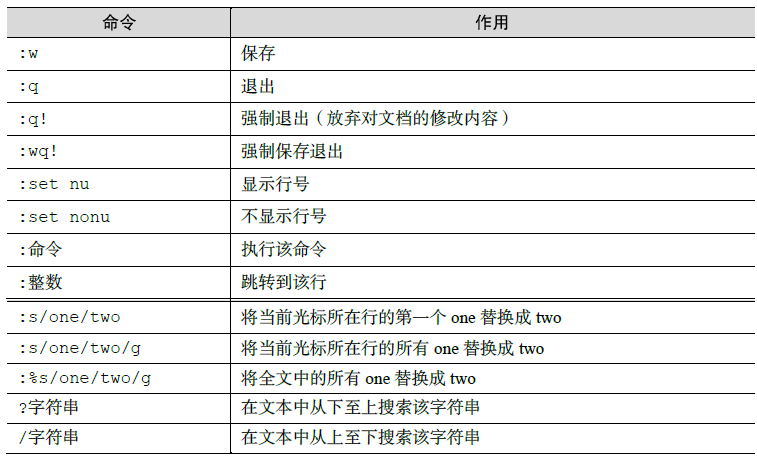 命令 作用
:w 保存
:q 退出
:q! 强制退出（放弃对文档的修改内容）
:wq! 强制保存退出
:set nu 显示行号
:set nonu 不显示行号
:命令 执行该命令
:整数 跳转到该行
:s/one/two 将当前光标所在行的第一个 one 替换成 two
:s/one/two/g 将当前光标所在行的所有 one 替换成 two
:%s/one/two/g 将全文中的所有 one 替换成 two
?字符串 在文本中从下至上搜索该字符串
/字符串 在文本中从上至下搜索该字符串